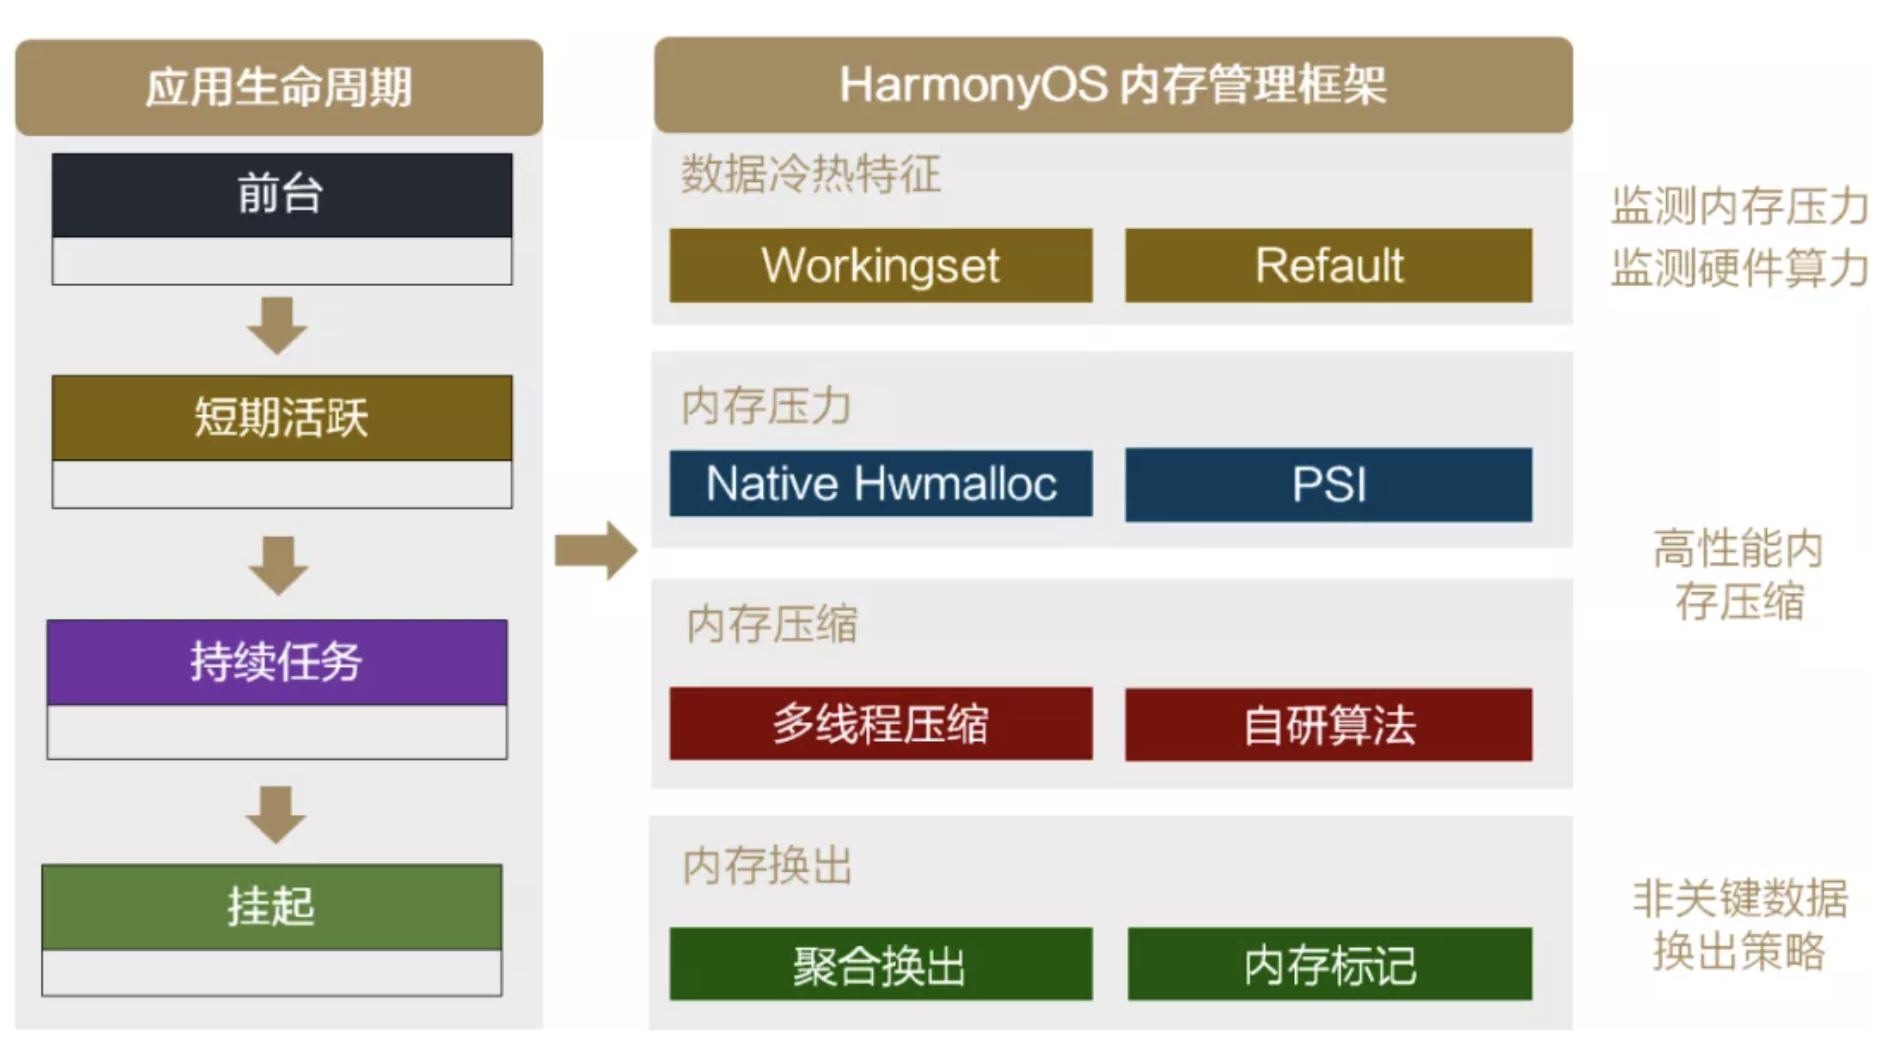 应用生命周期
前台
短期活跃
持续任务
挂起
HarmonyOS 内存管理框架
数据冷热特征
Workingset
Refault
内存压力
Native Hwmalloc
PSI
内存压缩
多线程压缩
自研算法
内存换出
聚合换出
内存标记
监测内存压力
监测硬件算力
高性能内
存压缩
非关键数据
换出策略